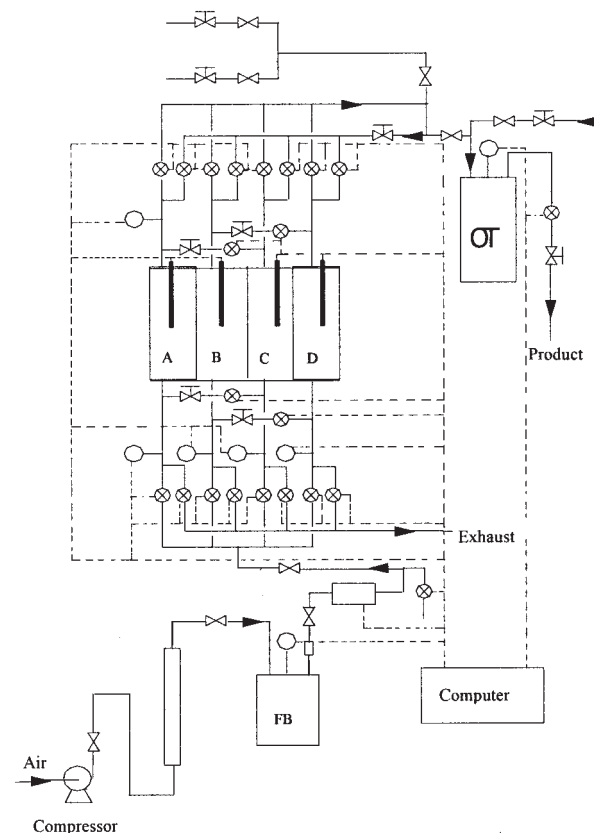 OT
Product
A B C D
Exhaust
Computer
FB
Air
Compressor